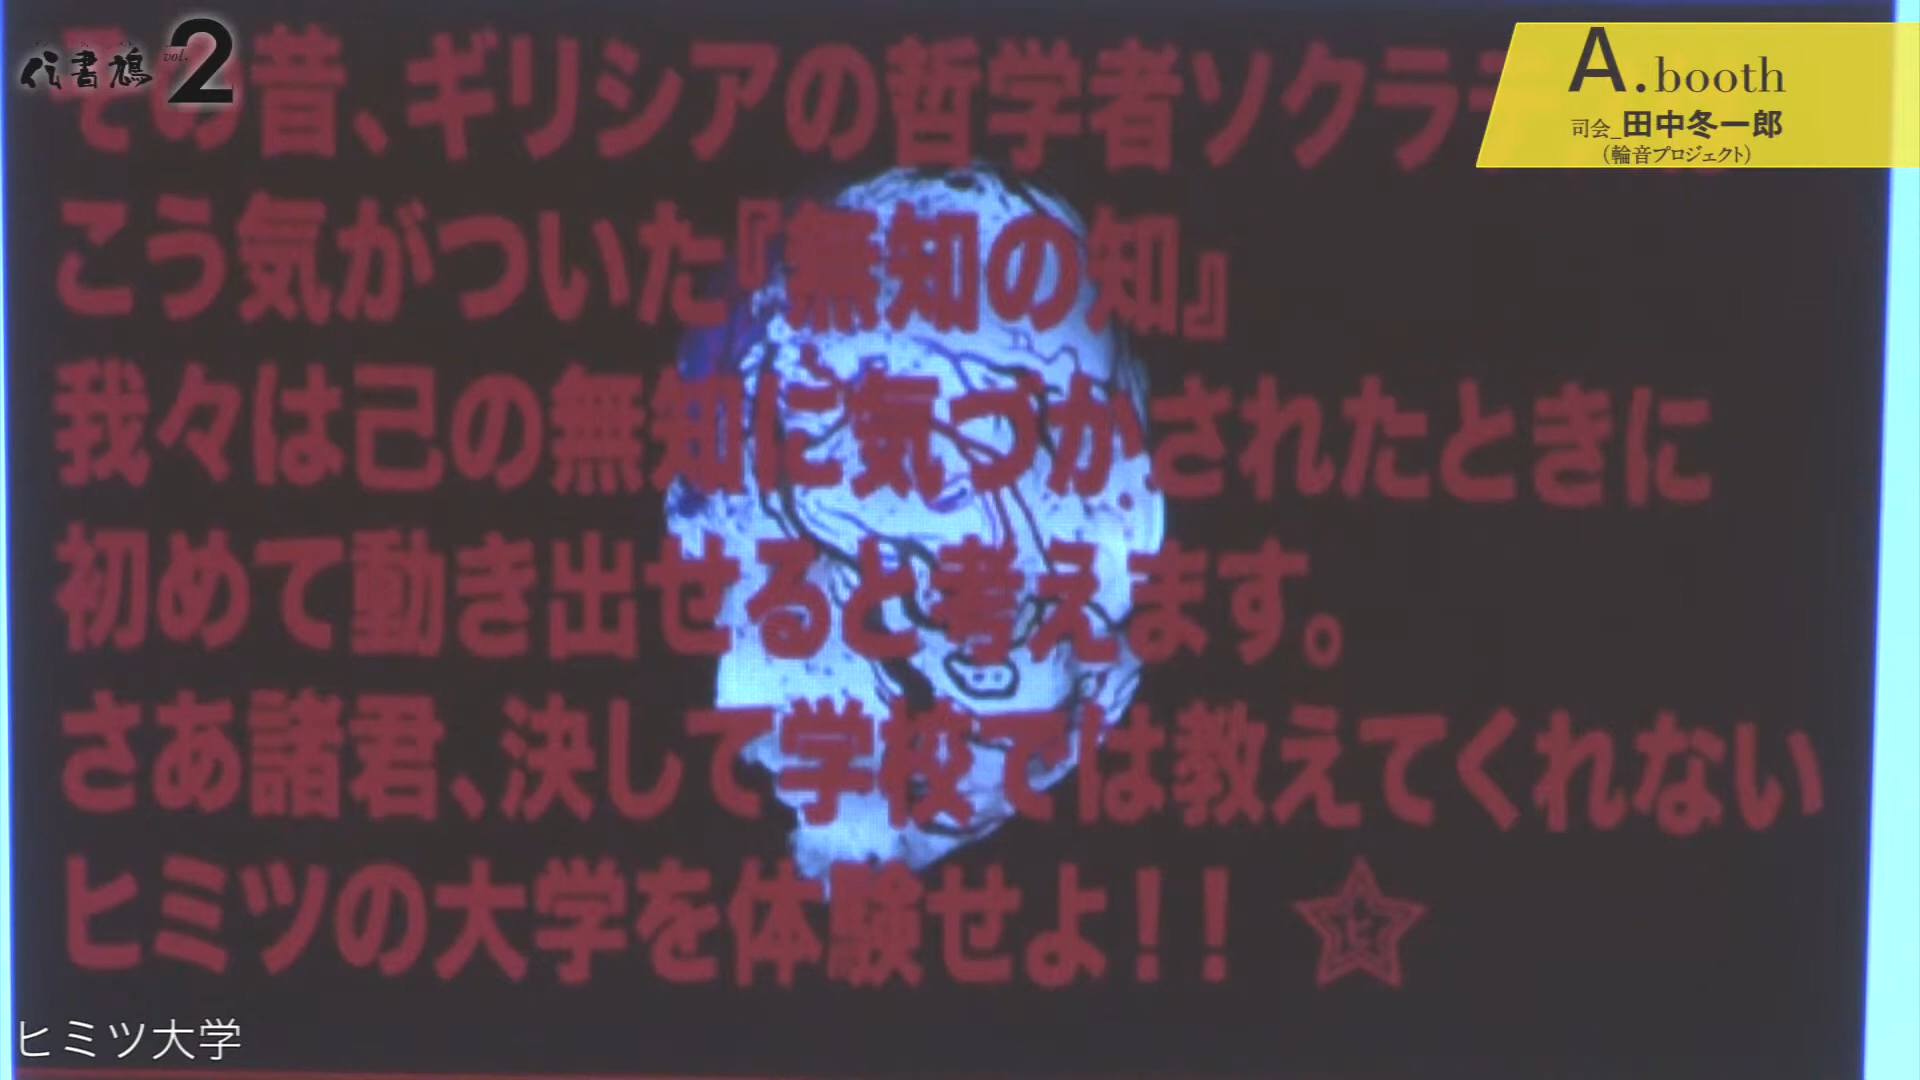 伝書鳩 vol.2
A.booth
司会_田中冬一郎
（輪音プロジェクト）
その昔、ギリシアの哲学者ソクラテ
こう気がついた『無知の知』
我々は己の無知に気づかされたときに
初めて動き出せると考えます。
さあ諸君、決して学校では教えてくれない
ヒミツの大学を体験せよ！！ ヒ
ヒミツ大学